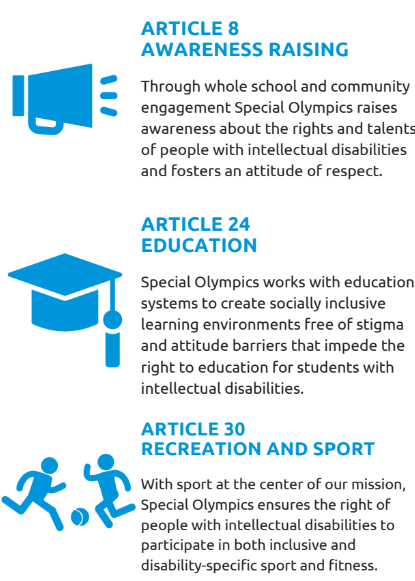 ARTICLE 8
AWARENESS RAISING
Through whole school and community
engagement Special Olympics raises
awareness about the rights and talents
of people with intellectual disabilities
and fosters an attitude of respect.
ARTICLE 24
EDUCATION
Special Olympics works with education
systems to create socially inclusive
learning environments free of stigma
and attitude barriers that impede the
right to education for students with
intellectual disabilities.
ARTICLE 30
RECREATION AND SPORT
With sport at the center of our mission,
Special Olympics ensures the right of
people with intellectual disabilities to
participate in both inclusive and
disability-specific sport and fitness.